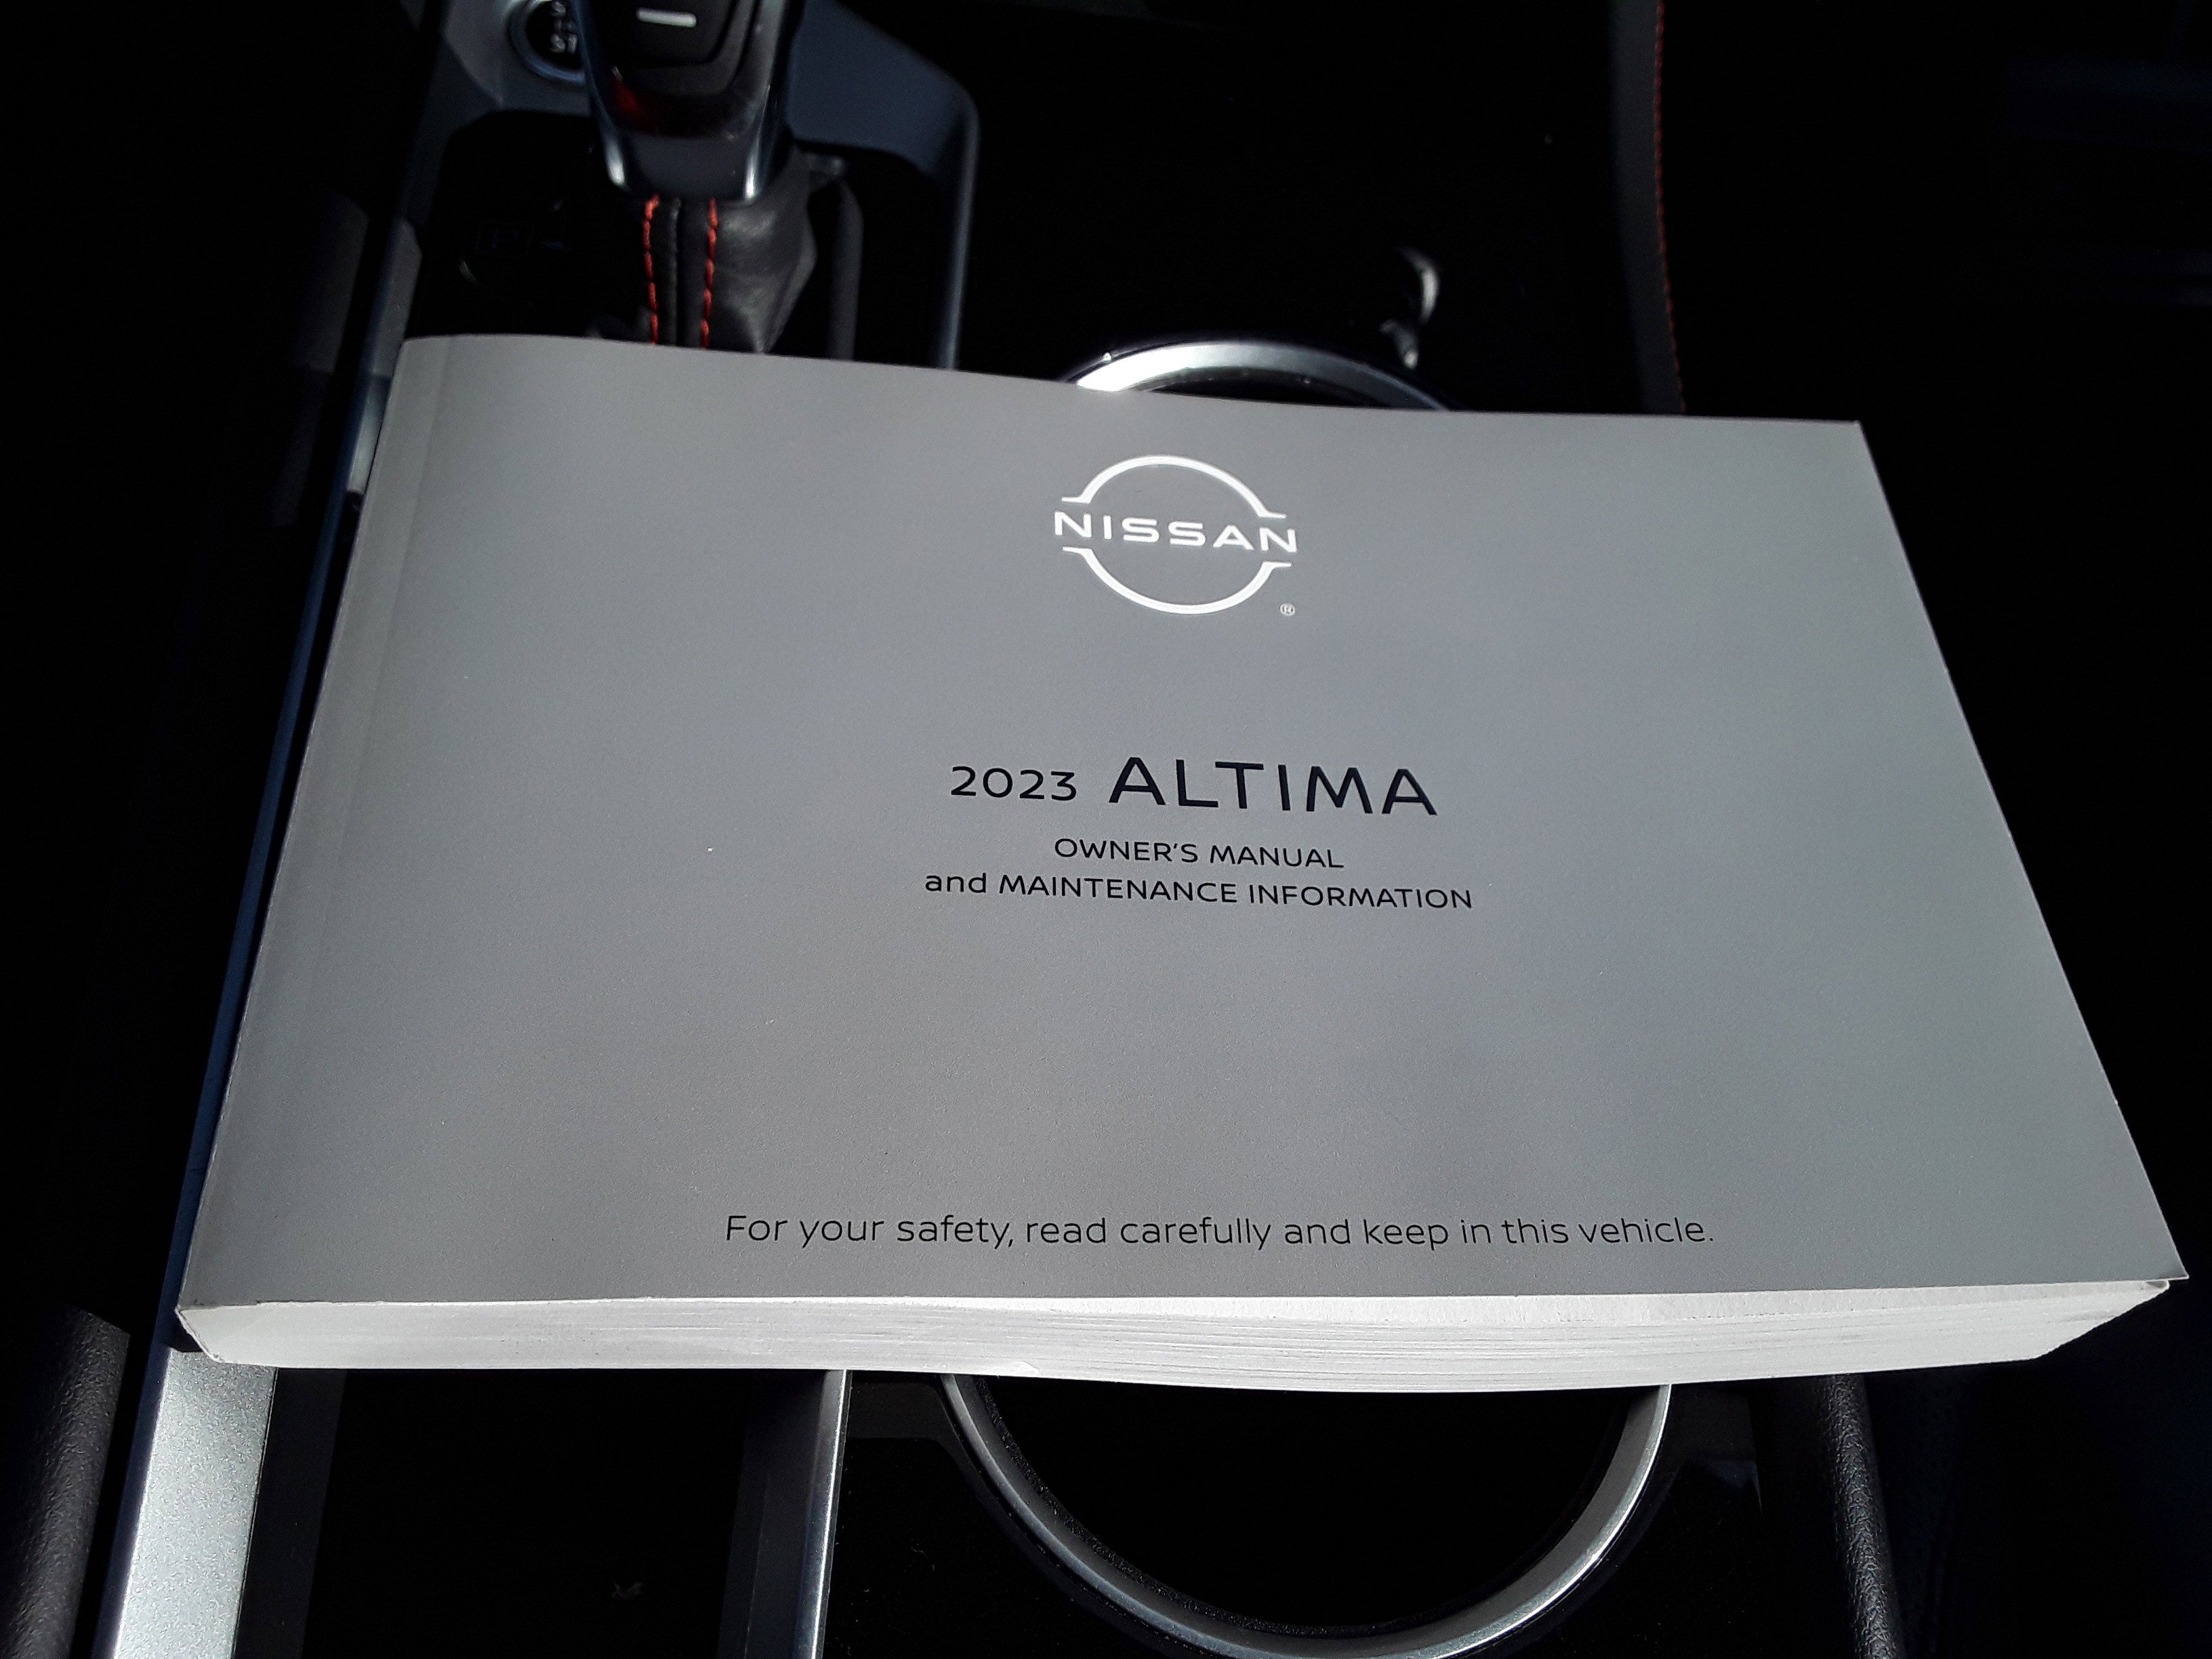 NISSAN
®
2023 ALTIMA
OWNER'S MANUAL
and MAINTENANCE INFORMATION
For your safety, read carefully and keep in this vehicle.